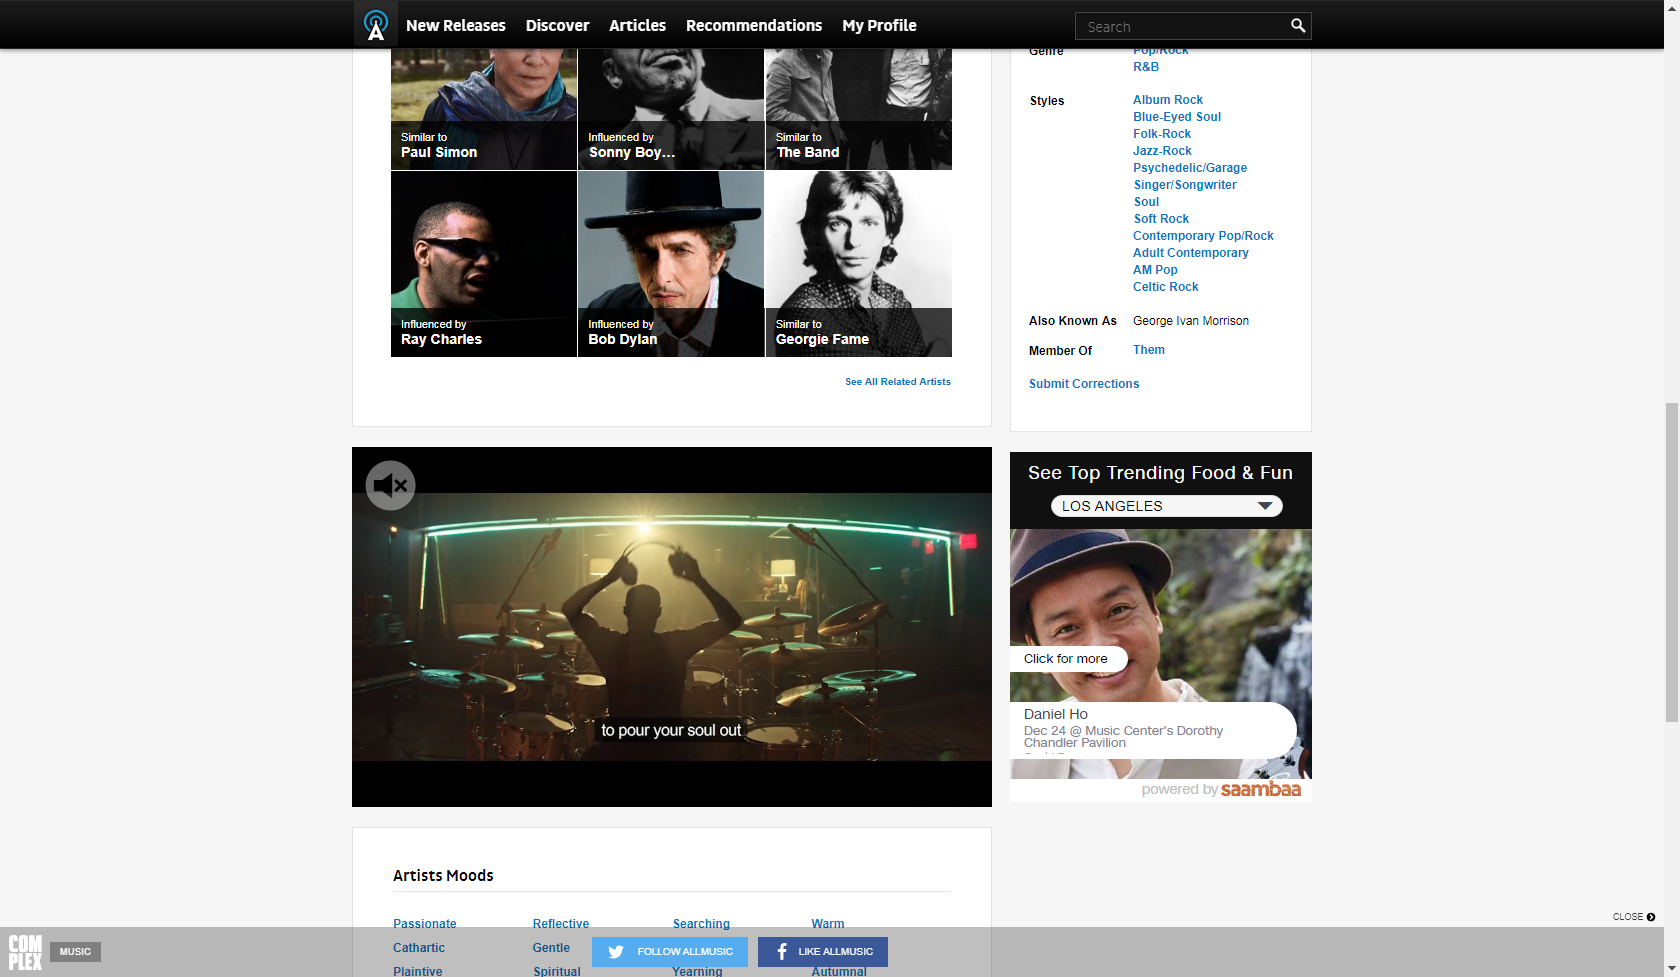 New Releases
Discover
Articles
Recommendations
My Profile
Search
Similar to
Paul Simon
Influenced by
Sonny Boy...
Similar to
The Band
Influenced by
Ray Charles
Influenced by
Bob Dylan
Similar to
Georgie Fame
See All Related Artists
Genre
Pop/Rock
R&B
Styles
Album Rock
Blue-Eyed Soul
Folk-Rock
Jazz-Rock
Psychedelic/Garage
Singer/Songwriter
Soul
Soft Rock
Contemporary Pop/Rock
Adult Contemporary
AM Pop
Celtic Rock
Also Known As
George Ivan Morrison
Member Of
Them
Submit Corrections
to pour your soul out
See Top Trending Food & Fun
LOS ANGELES
Click for more
Daniel Ho
Dec 24 @ Music Center's Dorothy
Chandler Pavilion
powered by saambaa
Artists Moods
Passionate
Reflective
Searching
Warm
Cathartic
Gentle
Plaintive
Spiritual
Yearning
Autumnal
CLOSE
COM
PLEX
MUSIC
FOLLOW ALLMUSIC
LIKE ALLMUSIC